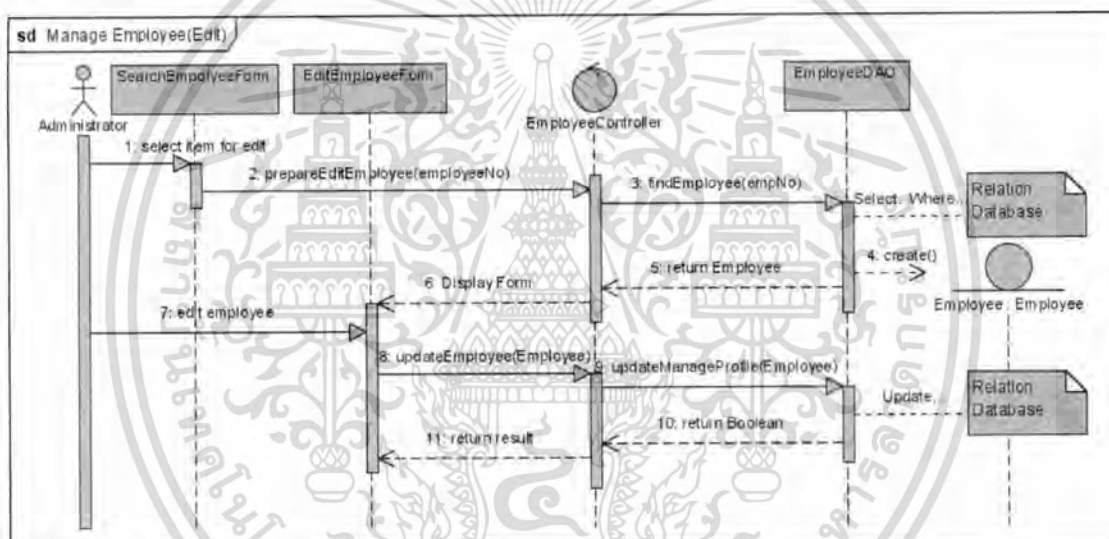 sd Manage Employee(Edit)
SearchEmpolyeeForm
EditEmployeeForm
EmployeeDAO
Administrator
EmployeeController
1: select item for edit
2: prepareEditEmployee(employeeNo)
3: findEmployee(empNo)
Select.. Where..
Relation
Database
4: create()
5: return Employee
6: Display Form
Employee : Employee
7: edit employee
8: updateEmployee(Employee)
9: updateManageProfile(Employee)
Update..
Relation
Database
10: return Boolean
11: return result